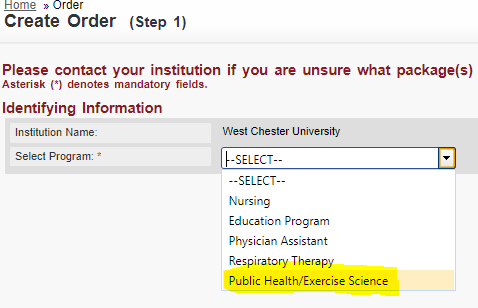 Home » Order
Create Order (Step 1)
Please contact your institution if you are unsure what package(s)
Asterisk (*) denotes mandatory fields.
Identifying Information
Institution Name: West Chester University
Select Program: * --SELECT--
--SELECT--
Nursing
Education Program
Physician Assistant
Respiratory Therapy
Public Health/Exercise Science